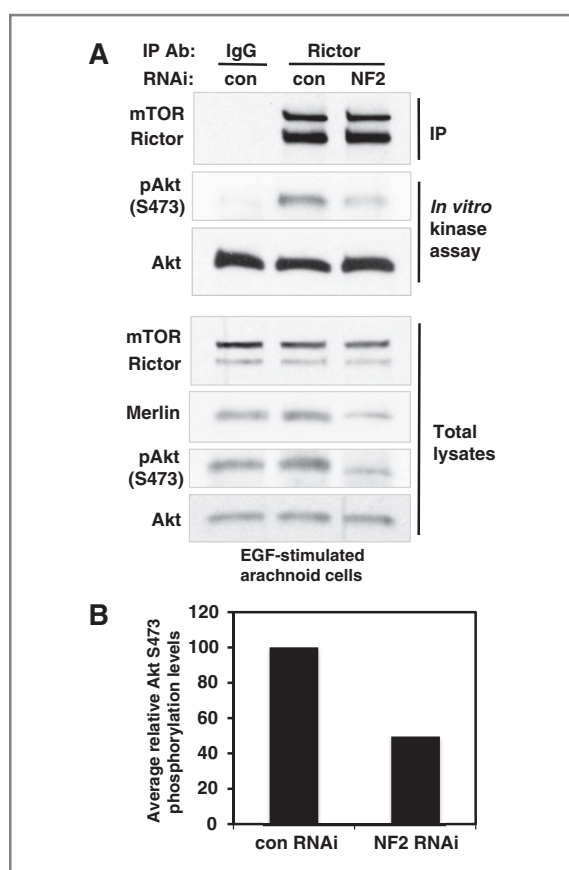 A
IP Ab: IgG Rictor
RNAi: con con NF2
mTOR
Rictor
IP
pAkt
(S473)
Akt
In vitro
kinase
assay
mTOR
Rictor
Merlin
pAkt
(S473)
Akt
Total
lysates
EGF-stimulated
arachnoid cells
B
Average relative Akt S473
phosphorylation levels
120
100
80
60
40
20
0
con RNAi NF2 RNAi